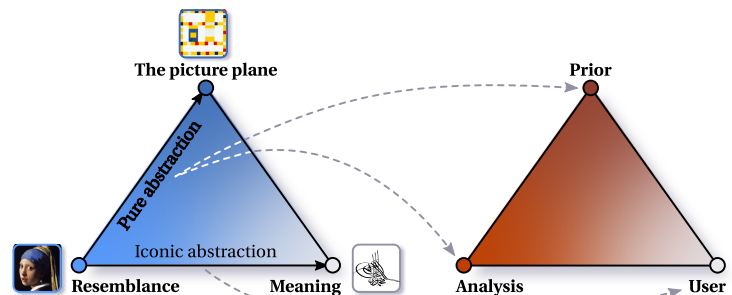 The picture plane
Prior
Pure abstraction
Iconic abstraction
Resemblance
Meaning
Analysis
User